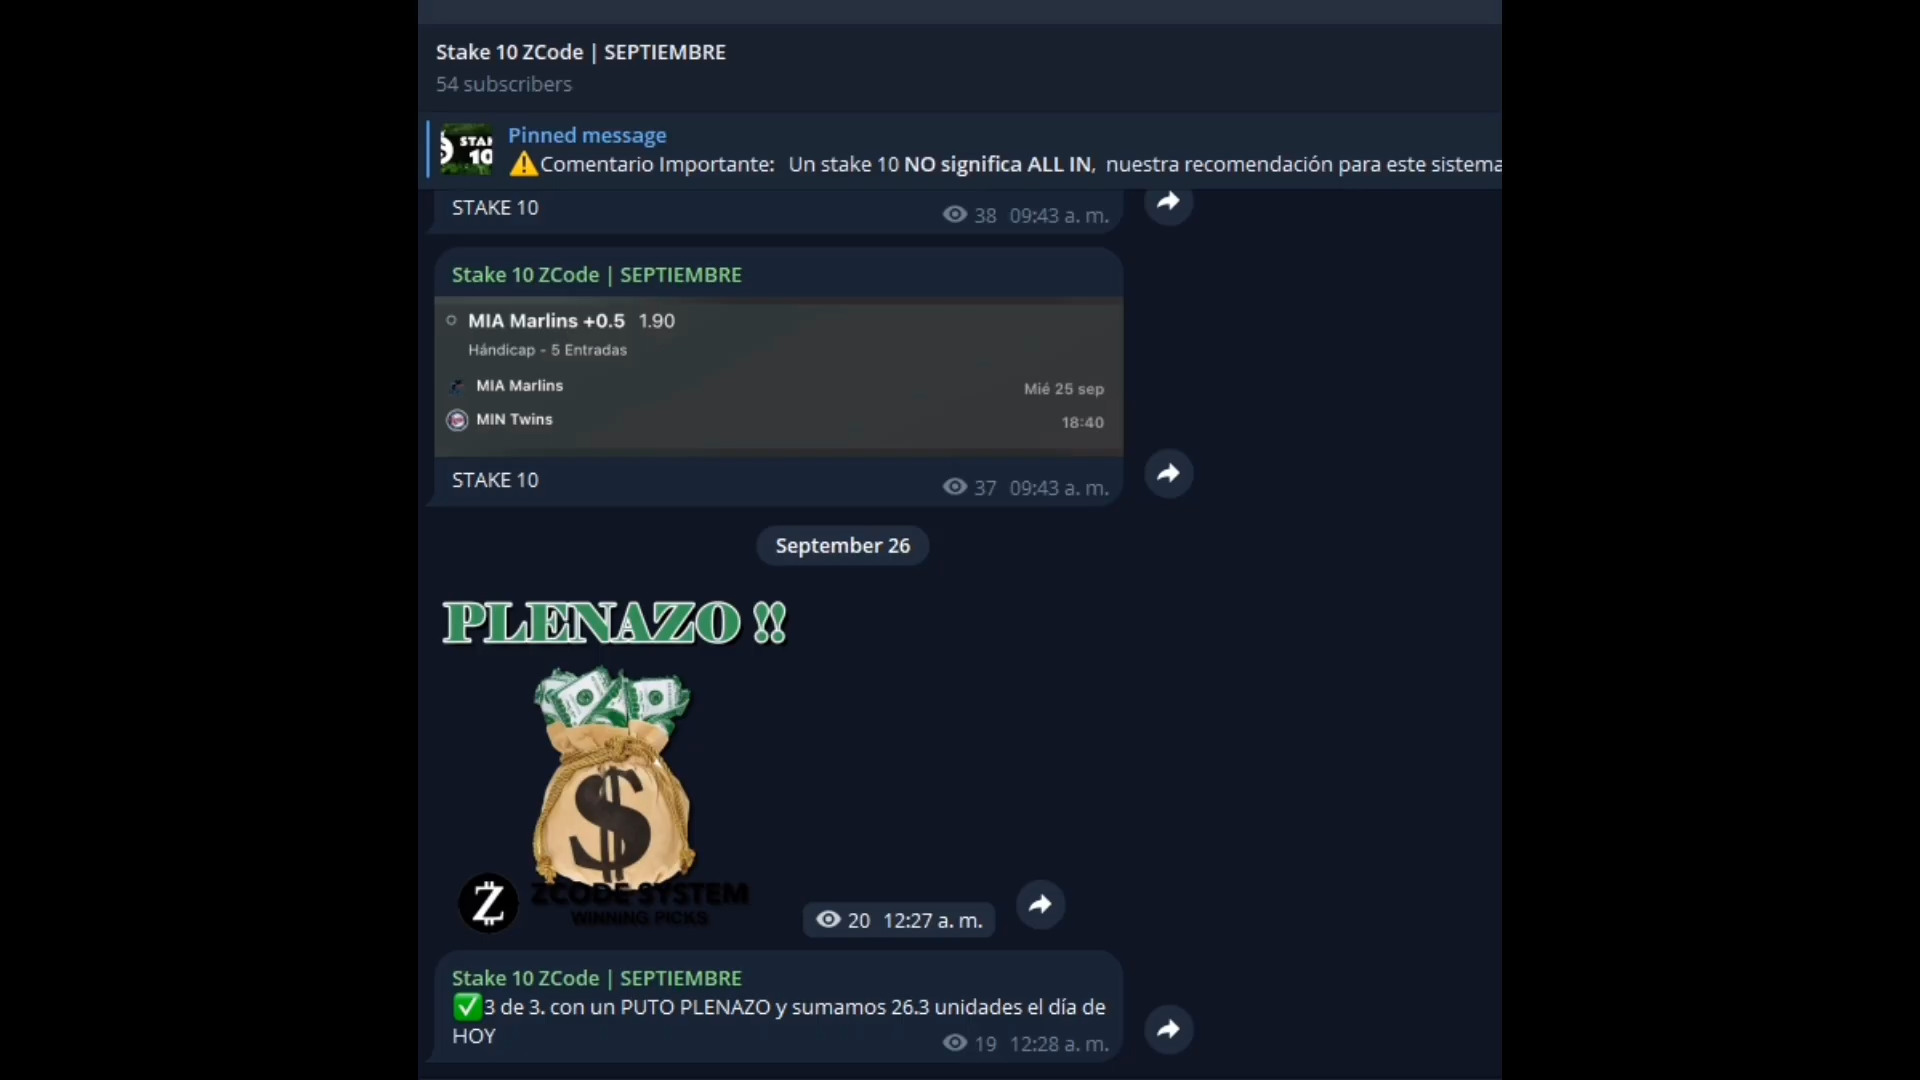 Stake 10 ZCode | SEPTIEMBRE
54 subscribers
STAK
10
Pinned message
⚠️Comentario Importante: Un stake 10 NO significa ALL IN, nuestra recomendación para este sistema
STAKE 10
38 09:43 a. m.
Stake 10 ZCode | SEPTIEMBRE
MIA Marlins +0.5 1.90
Hándicap - 5 Entradas
MIA Marlins
Mié 25 sep
MIN Twins
18:40
STAKE 10
37 09:43 a. m.
September 26
PLENAZO !!
$
Z
ZCODE SYSTEM
WINNING PICKS
20 12:27 a. m.
Stake 10 ZCode | SEPTIEMBRE
✅3 de 3. con un PUTO PLENAZO y sumamos 26.3 unidades el día de
HOY
19 12:28 a. m.